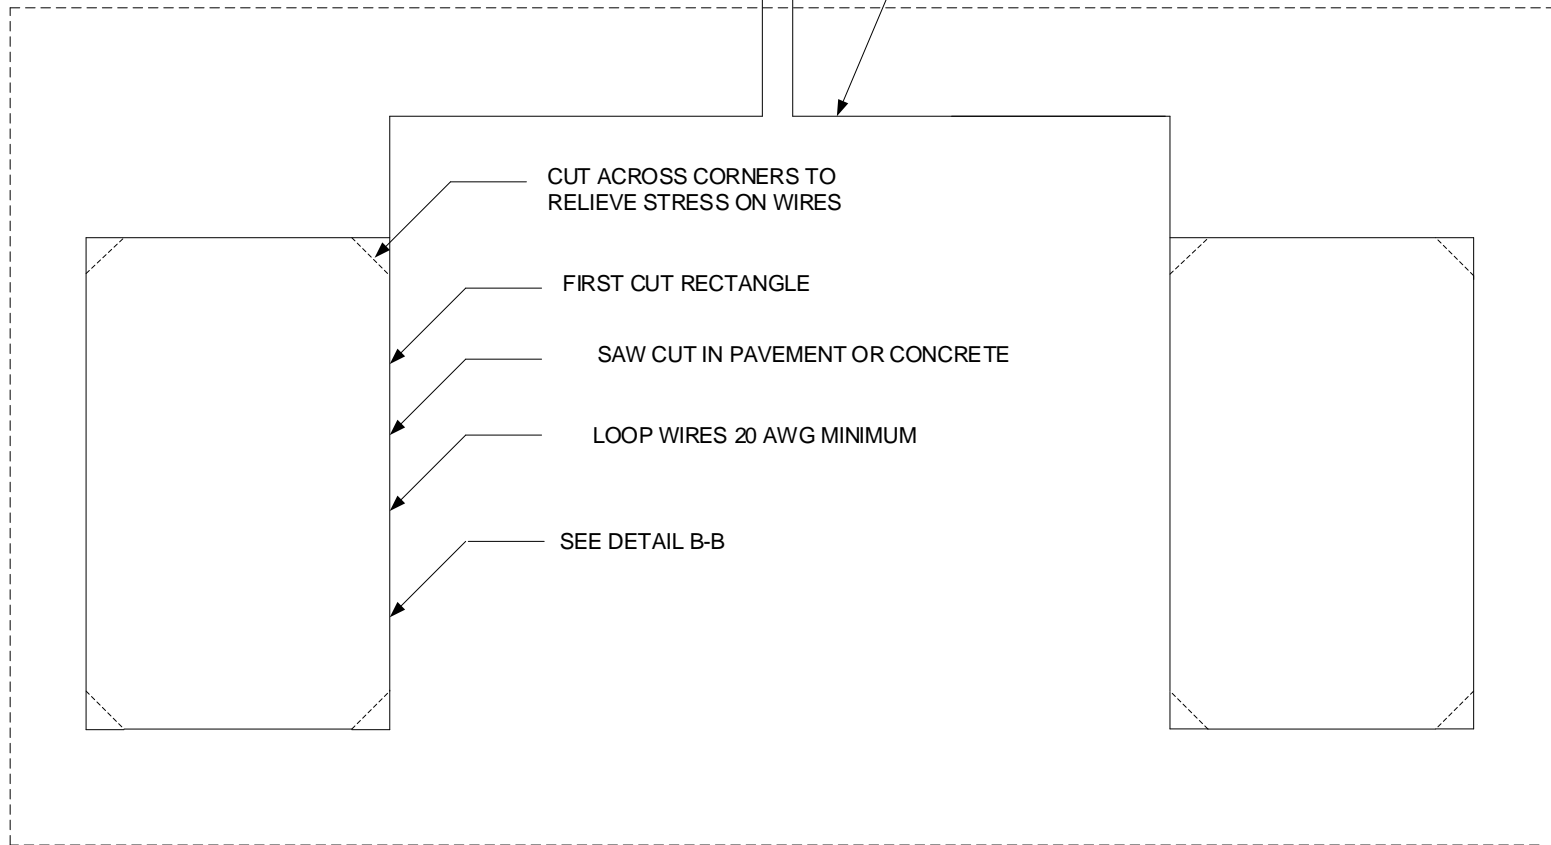 CUT ACROSS CORNERS TO
RELIEVE STRESS ON WIRES
FIRST CUT RECTANGLE
SAW CUT IN PAVEMENT OR CONCRETE
LOOP WIRES 20 AWG MINIMUM
SEE DETAIL B-B